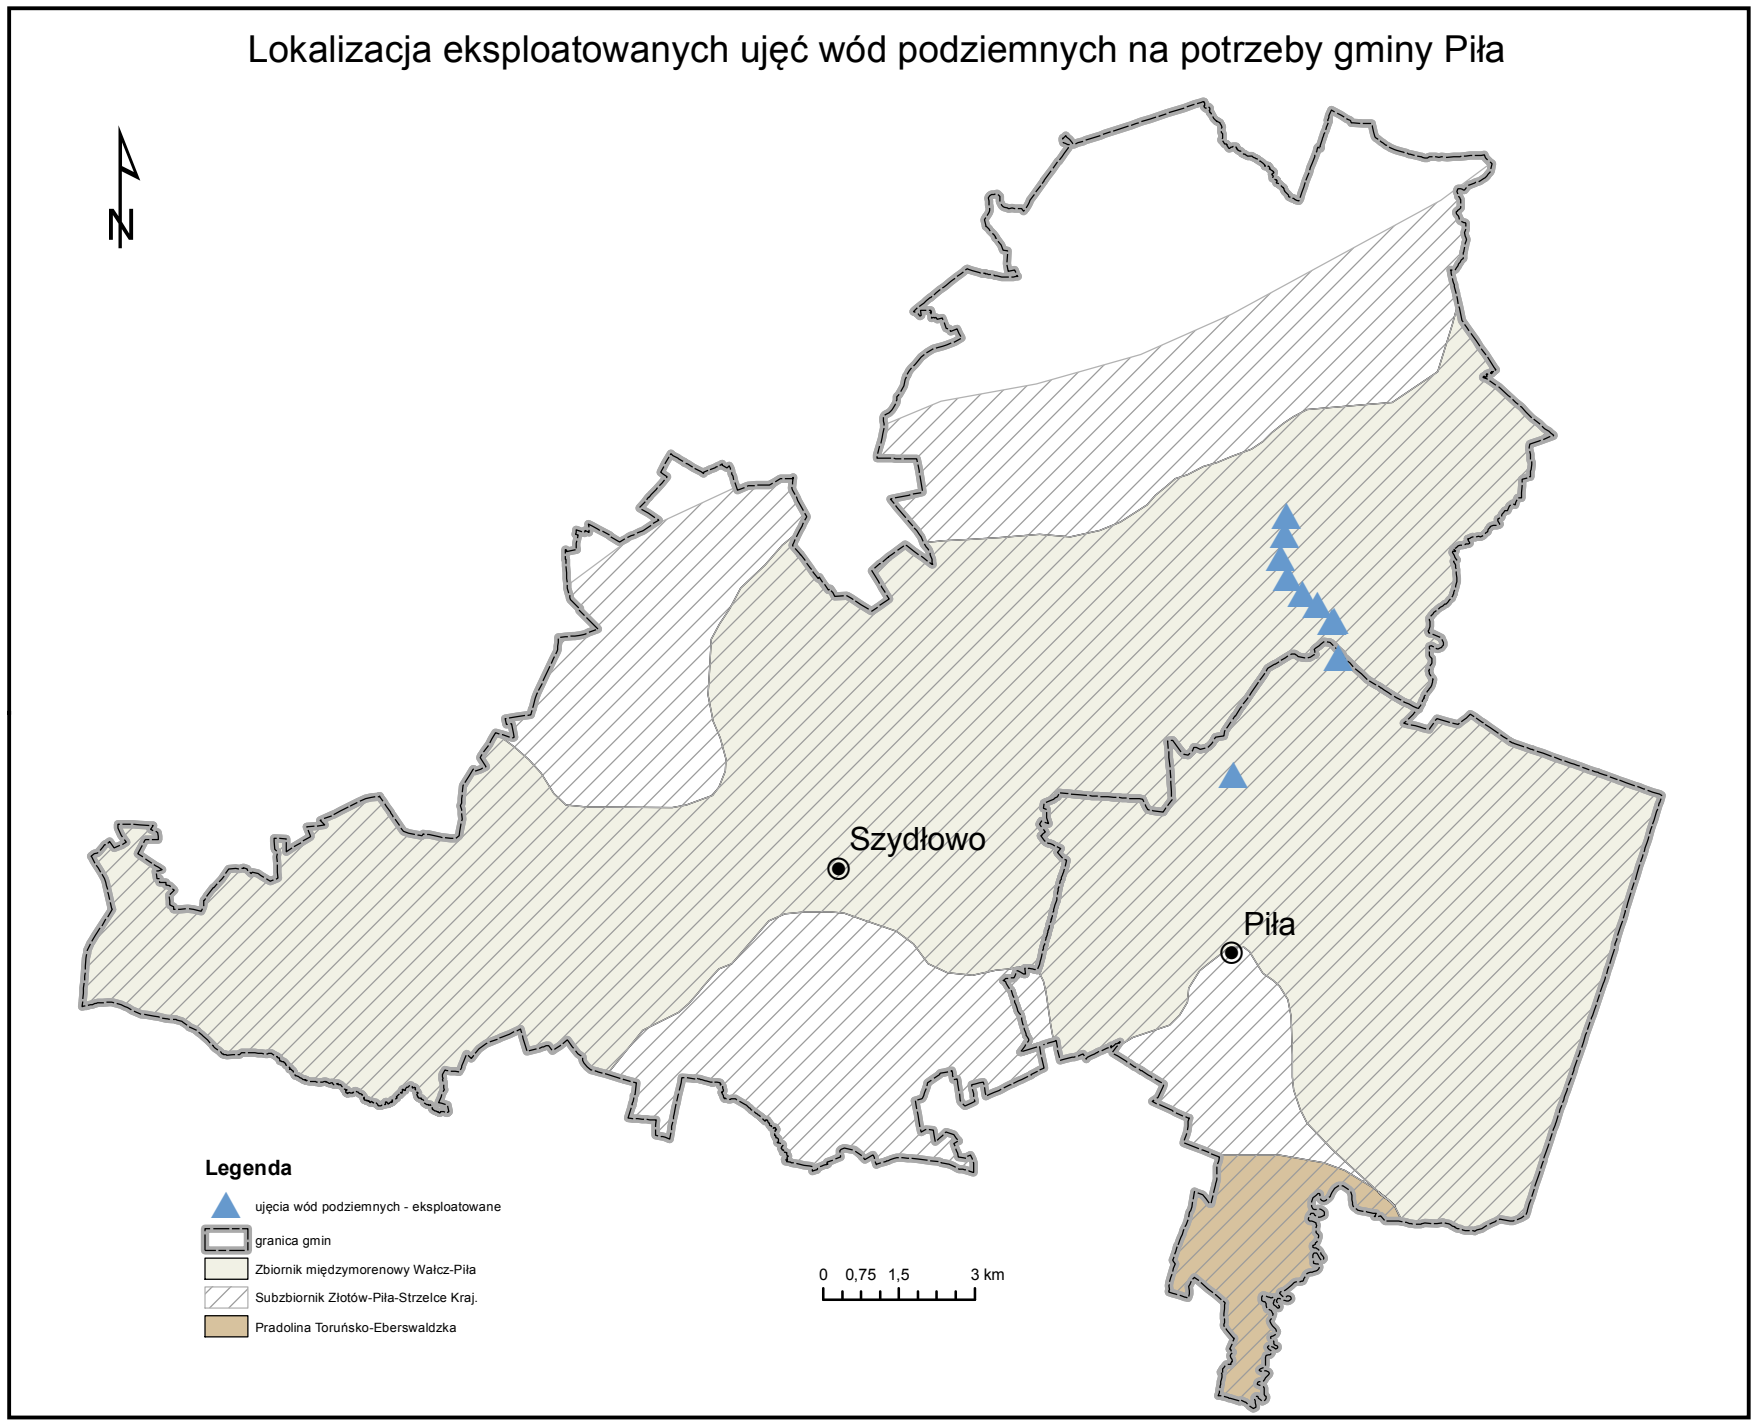 Lokalizacja eksploatowanych ujęć wód podziemnych na potrzeby gminy Piła
N
Szydłowo
Piła
Legenda
ujęcia wód podziemnych - eksploatowane
granica gmin
Zbiornik międzymorenowy Wałcz-Piła
Subzbiornik Złotów-Piła-Strzelce Kraj.
Pradolina Toruńsko-Eberswaldzka
0 0,75 1,5 3 km